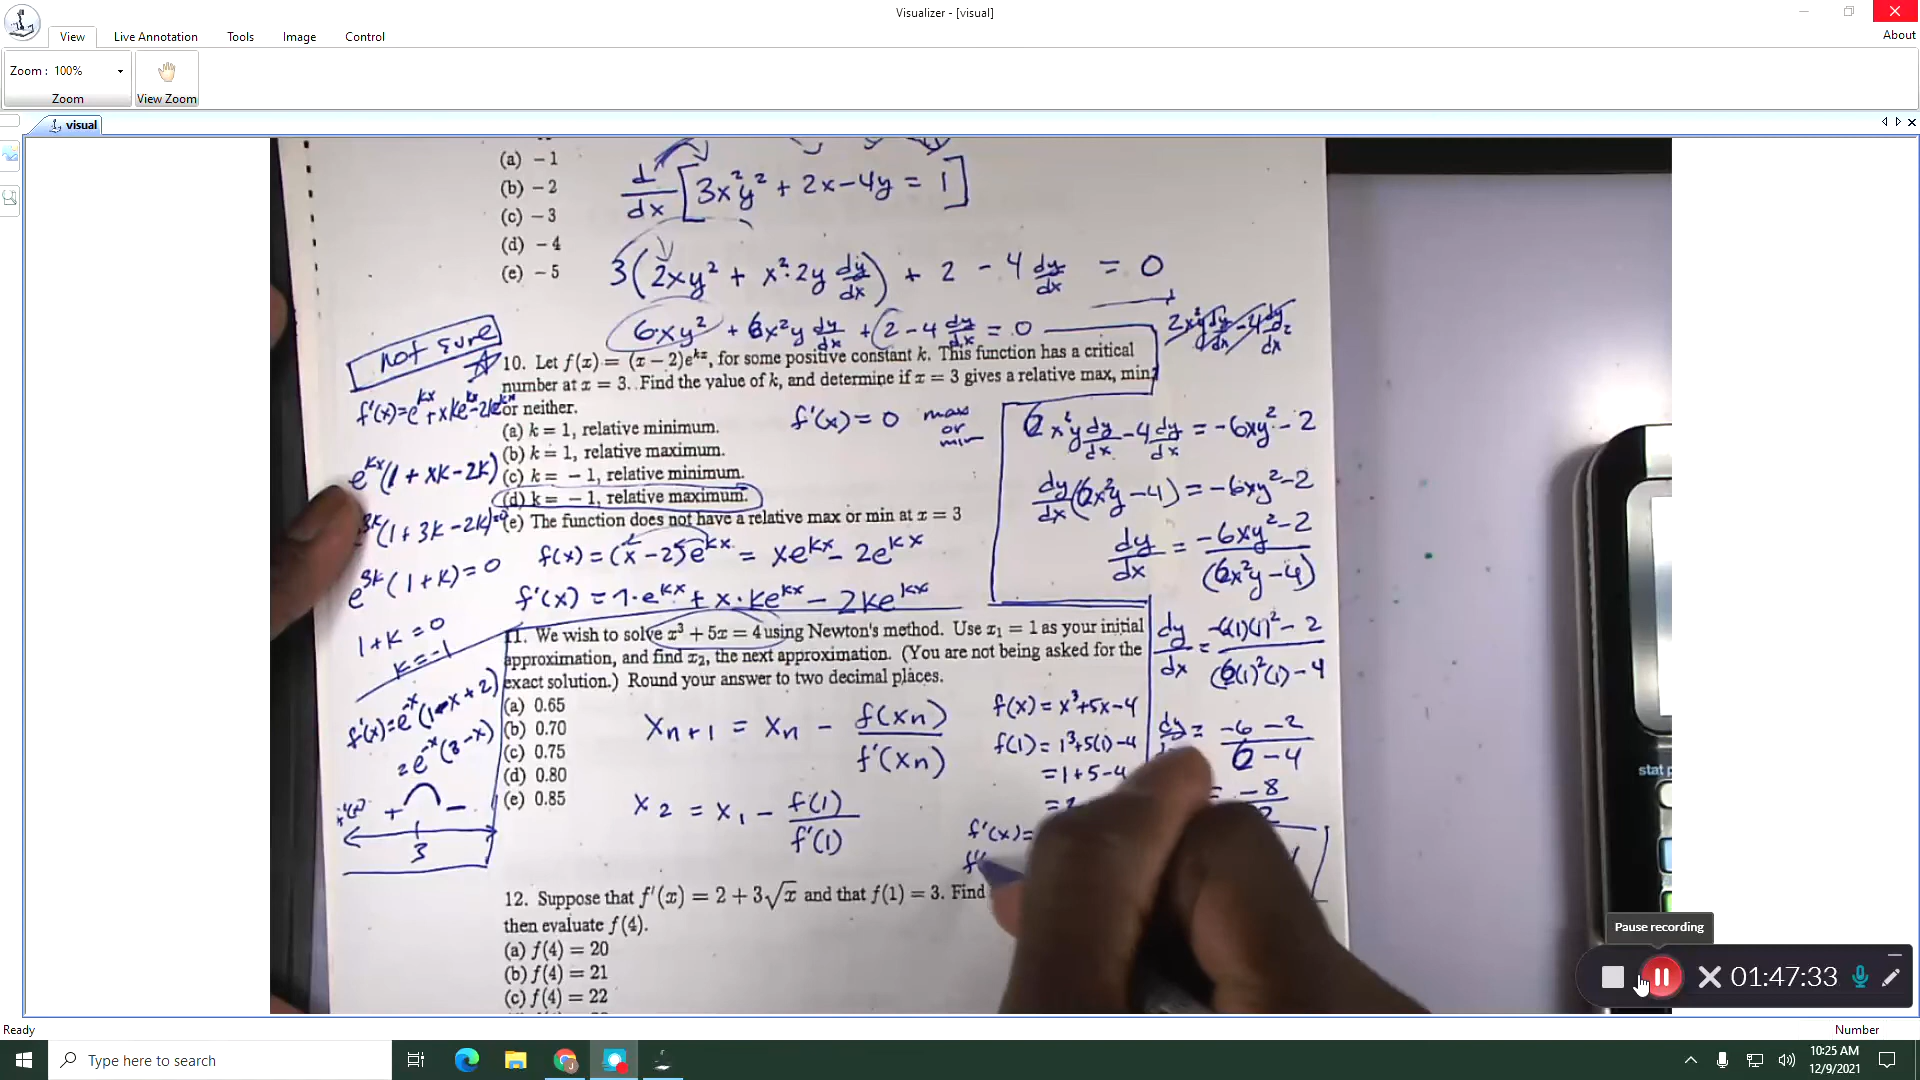 Visualizer - [visual]
View Live Annotation Tools Image Control About
Zoom : 100%
Zoom View Zoom
visual
(a) −1
(b) −2
(c) −3
(d) −4
(e) −5
d/dx [3x²y² + 2x − 4y = 1]
3(2xy² + x²·2y dy/dx) + 2 − 4 dy/dx = 0
6xy² + 6x²y dy/dx + 2 − 4 dy/dx = 0
not sure
10. Let f(x) = (x − 2)e^{kx}, for some positive constant k. This function has a critical
number at x = 3. Find the value of k, and determine if x = 3 gives a relative max, min,
or neither.
(a) k = 1, relative minimum.
(b) k = 1, relative maximum.
(c) k = −1, relative minimum.
(d) k = −1, relative maximum.
(e) The function does not have a relative max or min at x = 3
f'(x) = 0 max
or
min
f'(x) = e^{kx} + xke^{kx} − 2ke^{kx}
e^{kx}(1 + xk − 2k)
(1 + 3k − 2k) = 0
e^{3k}(1 + k) = 0
1 + k = 0
k = −1
f(x) = (x − 2)e^{kx} = xe^{kx} − 2e^{kx}
f'(x) = 1·e^{kx} + x·ke^{kx} − 2ke^{kx}
x²y dy/dx − 4 dy/dx = −6xy² − 2
dy/dx (6x²y − 4) = −6xy² − 2
dy/dx = −6xy² − 2 / (6x²y − 4)
dy/dx = −6(1)(1)² − 2 / (6(1)²(1) − 4)
−6 − 2 / 6 − 4
= −8 / 2
11. We wish to solve x³ + 5x = 4 using Newton's method. Use x₁ = 1 as your initial
approximation, and find x₂, the next approximation. (You are not being asked for the
exact solution.) Round your answer to two decimal places.
(a) 0.65
(b) 0.70
(c) 0.75
(d) 0.80
(e) 0.85
Xn+1 = Xn − f(Xn) / f'(Xn)
X2 = X1 − f(1) / f'(1)
f(x) = x³+5x−4
f(1) = 1³+5(1)−4
= 1+5−4
f'(x) =
= e^{-x}(3−x)
+ −
3
12. Suppose that f'(x) = 2 + 3√x and that f(1) = 3. Find
then evaluate f(4).
(a) f(4) = 20
(b) f(4) = 21
(c) f(4) = 22
stat p
Pause recording
01:47:33
Ready Number
Type here to search
10:25 AM
12/9/2021